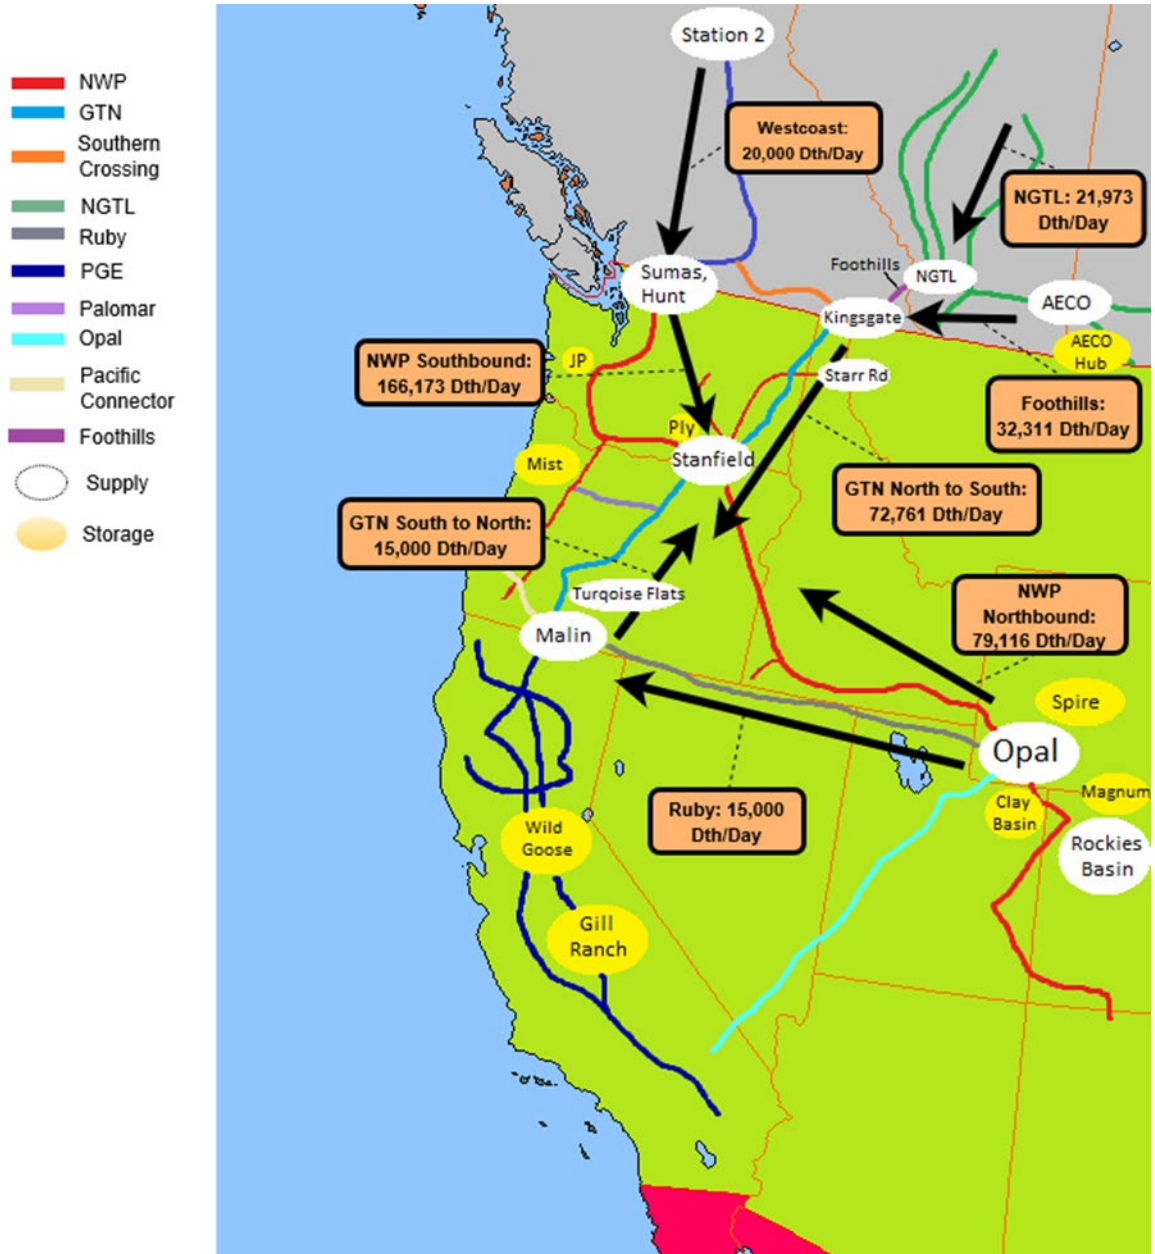 NWP
GTN
Southern
Crossing
NGTL
Ruby
PGE
Palomar
Opal
Pacific
Connector
Foothills
Supply
Storage
Station 2
Westcoast:
20,000 Dth/Day
NGTL: 21,973
Dth/Day
Foothills
NGTL
Sumas,
Hunt
Kingsgate
AECO
AECO
Hub
NWP Southbound:
166,173 Dth/Day
JP
Starr Rd
Foothills:
32,311 Dth/Day
Ply
Stanfield
Mist
GTN North to South:
72,761 Dth/Day
GTN South to North:
15,000 Dth/Day
Turqoise Flats
Malin
NWP
Northbound:
79,116 Dth/Day
Spire
Opal
Clay
Basin
Magnum
Rockies
Basin
Ruby: 15,000
Dth/Day
Wild
Goose
Gill
Ranch